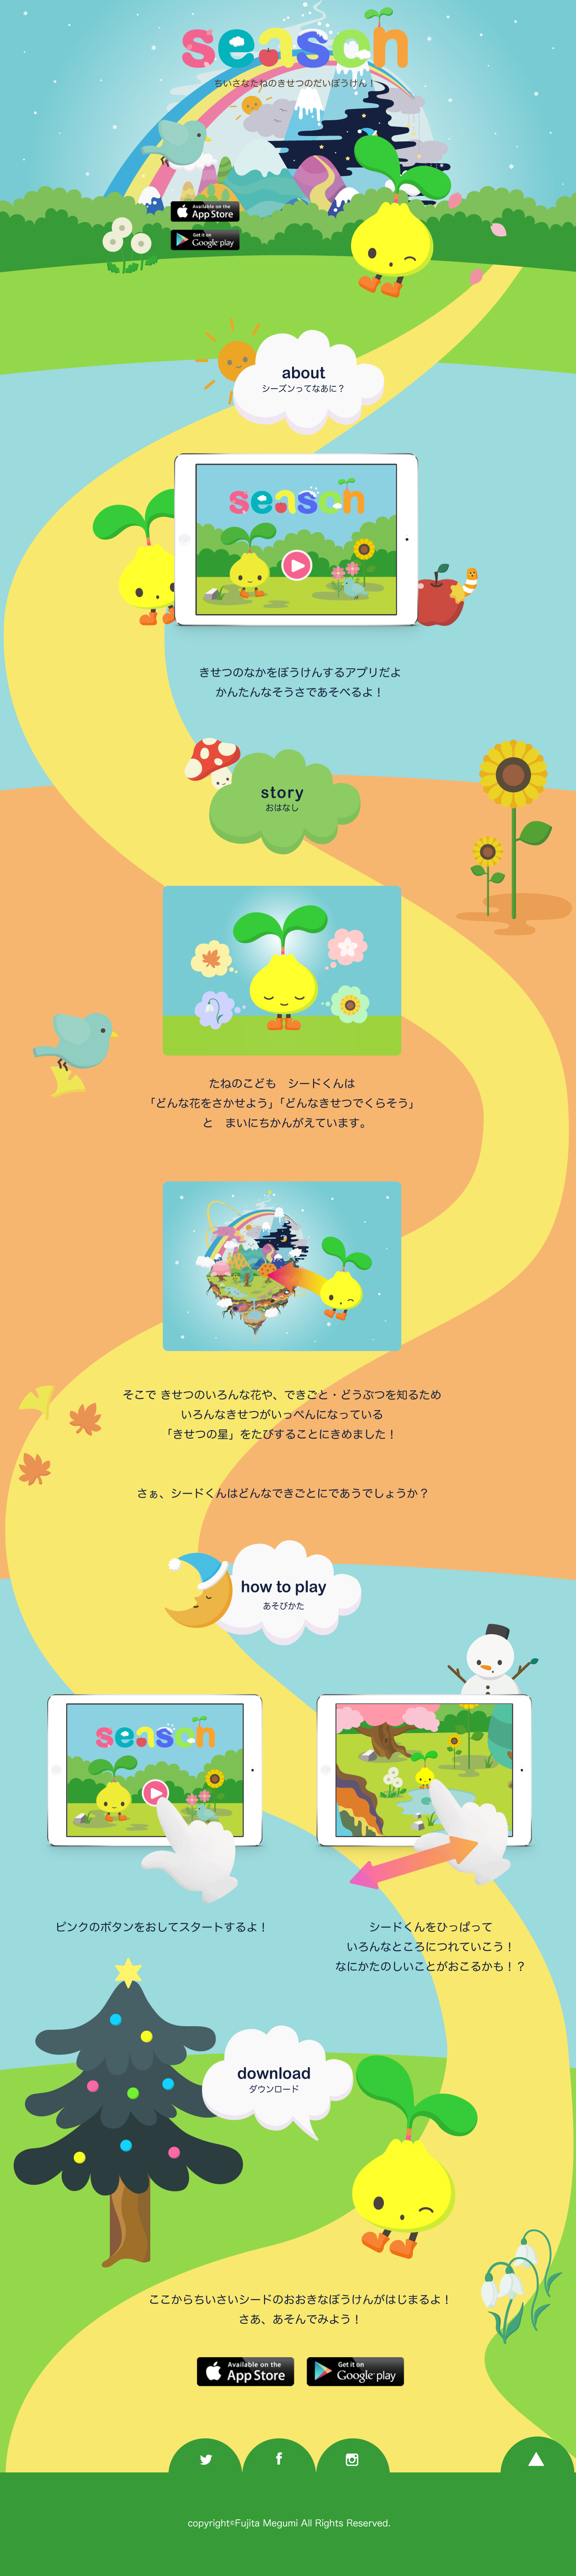 season
ちいさなたねのきせつのだいぼうけん！
Available on the
App Store
Get it on
Google play
about
シーズンってなあに？
season
きせつのなかをぼうけんするアプリだよ
かんたんなそうさであそべるよ！
story
おはなし
たねのこども　シードくんは
「どんな花をさかせよう」「どんなきせつでくらそう」
と　まいにちかんがえています。
そこで きせつのいろんな花や、できごと・どうぶつを知るため
いろんなきせつがいっぺんになっている
「きせつの星」をたびすることにきめました！
さぁ、シードくんはどんなできごとにであうでしょうか？
how to play
あそびかた
season
ピンクのボタンをおしてスタートするよ！
シードくんをひっぱって
いろんなところにつれていこう！
なにかたのしいことがおこるかも！？
download
ダウンロード
ここからちいさいシードのおおきなぼうけんがはじまるよ！
さあ、あそんでみよう！
Available on the
App Store
Get it on
Google play
copyright©Fujita Megumi All Rights Reserved.